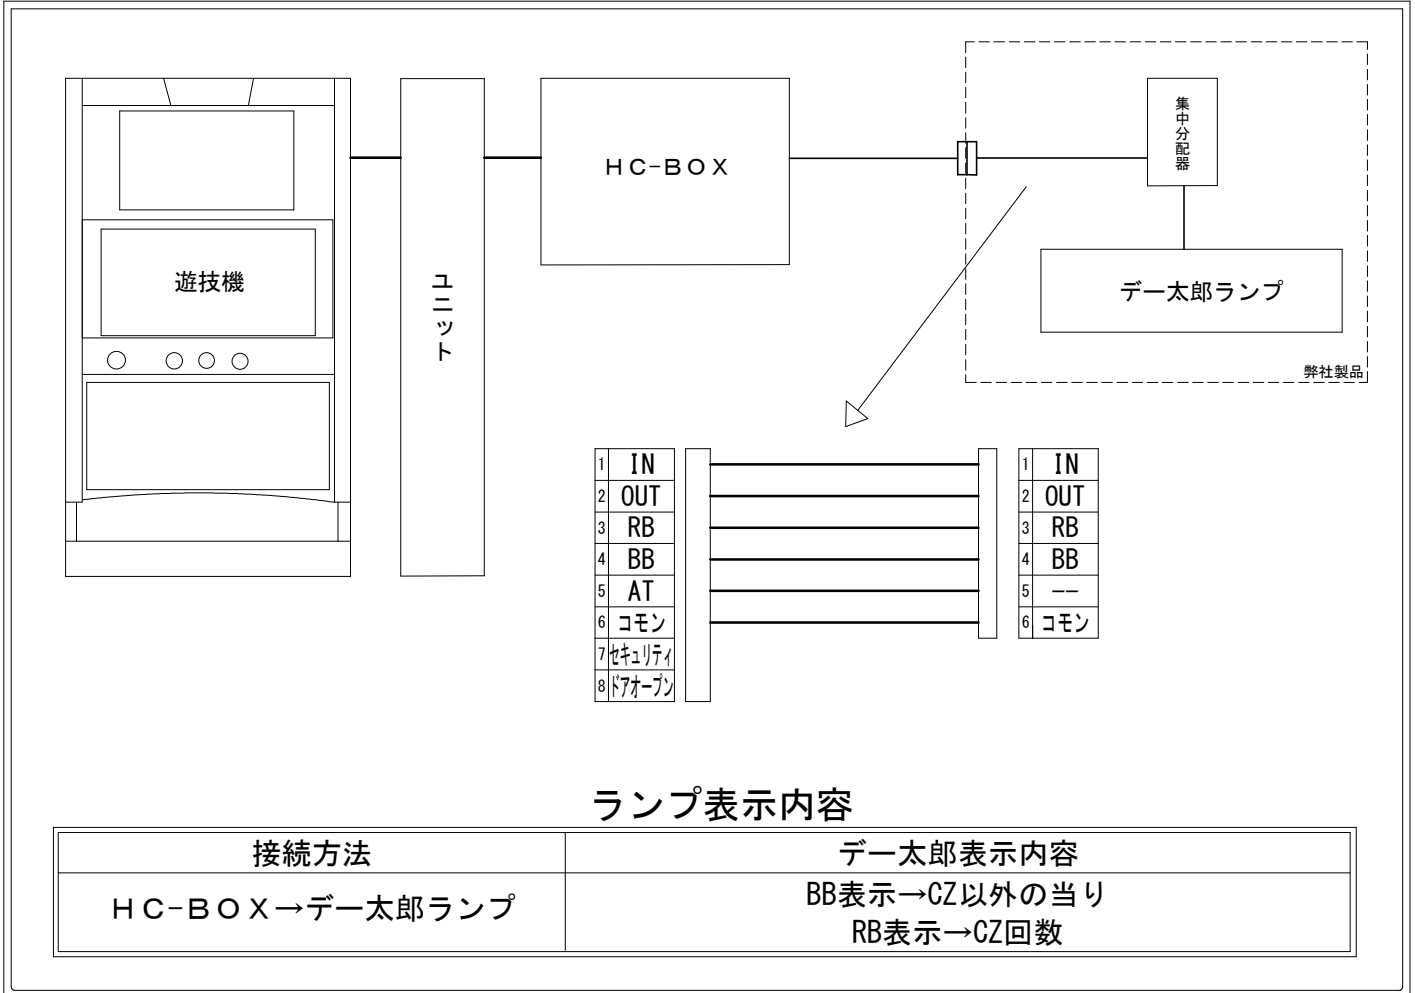 遊技機
ユニット
HC-BOX
集中分配器
デー太郎ランプ
弊社製品
1 IN
2 OUT
3 RB
4 BB
5 AT
6 コモン
7 セキュリティ
8 ドアオープン
1 IN
2 OUT
3 RB
4 BB
5 --
6 コモン
ランプ表示内容
接続方法 デー太郎表示内容
HC-BOX→デー太郎ランプ BB表示→CZ以外の当り
RB表示→CZ回数